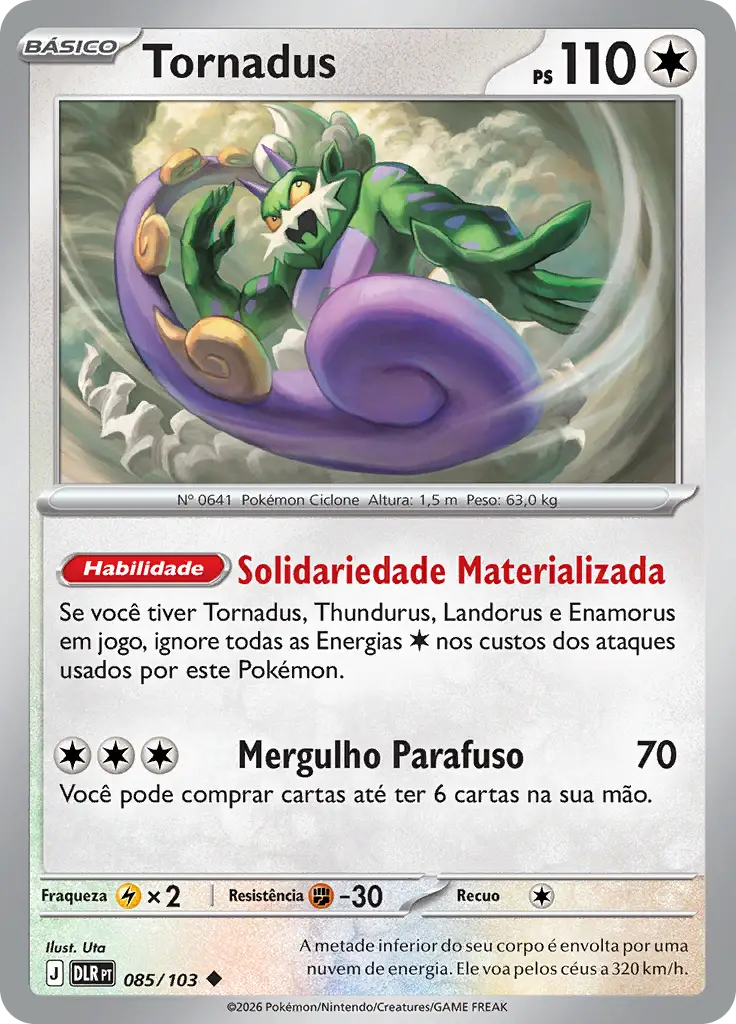 BÁSICO
Tornadus
PS 110
Nº 0641 Pokémon Ciclone Altura: 1,5 m Peso: 63,0 kg
Habilidade Solidariedade Materializada
Se você tiver Tornadus, Thundurus, Landorus e Enamorus
em jogo, ignore todas as Energias nos custos dos ataques
usados por este Pokémon.
Mergulho Parafuso 70
Você pode comprar cartas até ter 6 cartas na sua mão.
Fraqueza ×2 Resistência -30 Recuo
Ilust. Uta
J DLR PT 085/103
A metade inferior do seu corpo é envolta por uma
nuvem de energia. Ele voa pelos céus a 320 km/h.
©2026 Pokémon/Nintendo/Creatures/GAME FREAK